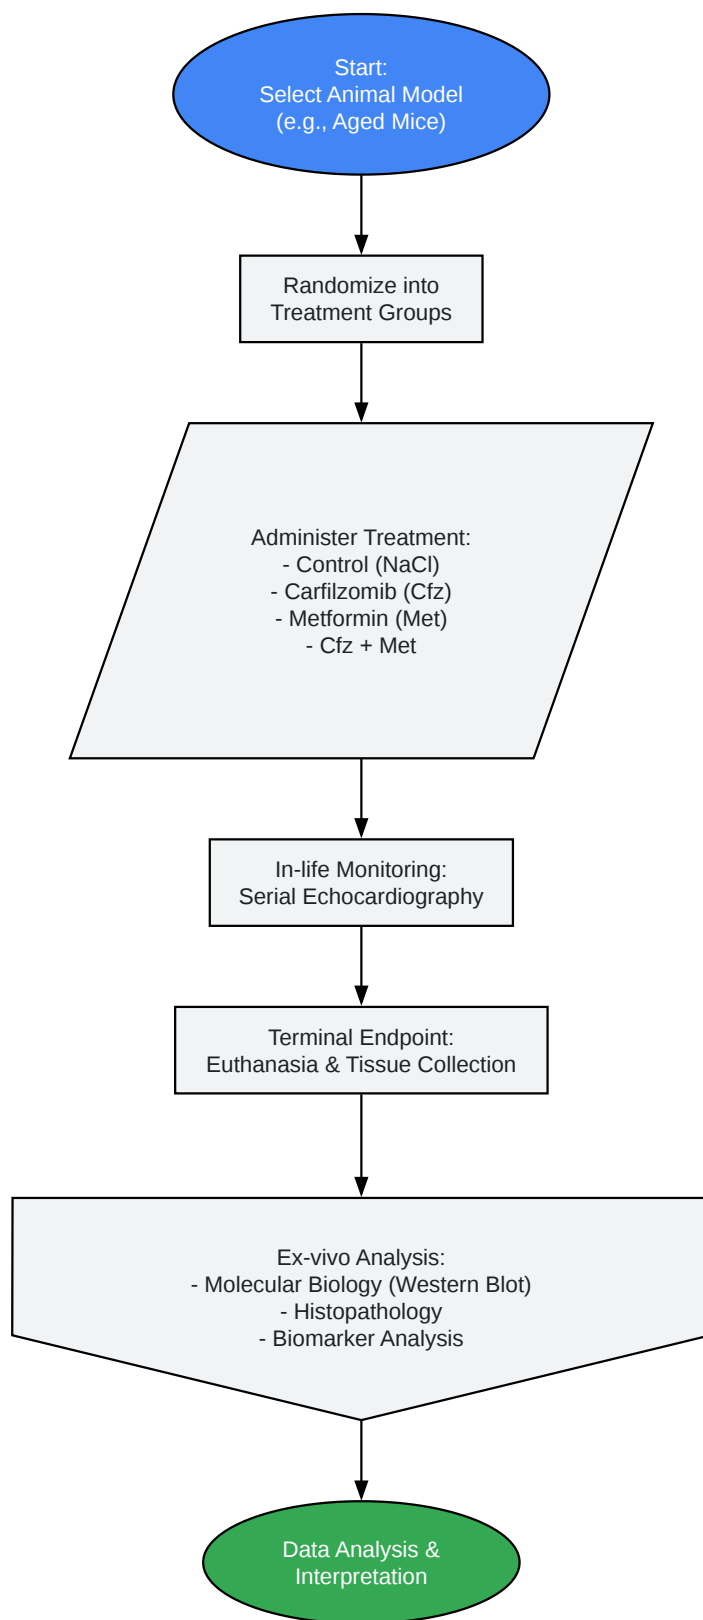 Start:
Select Animal Model
(e.g., Aged Mice)
Randomize into
Treatment Groups
Administer Treatment:
- Control (NaCl)
- Carfilzomib (Cfz)
- Metformin (Met)
- Cfz + Met
In-life Monitoring:
Serial Echocardiography
Terminal Endpoint:
Euthanasia & Tissue Collection
Ex-vivo Analysis:
- Molecular Biology (Western Blot)
- Histopathology
- Biomarker Analysis
Data Analysis &
Interpretation